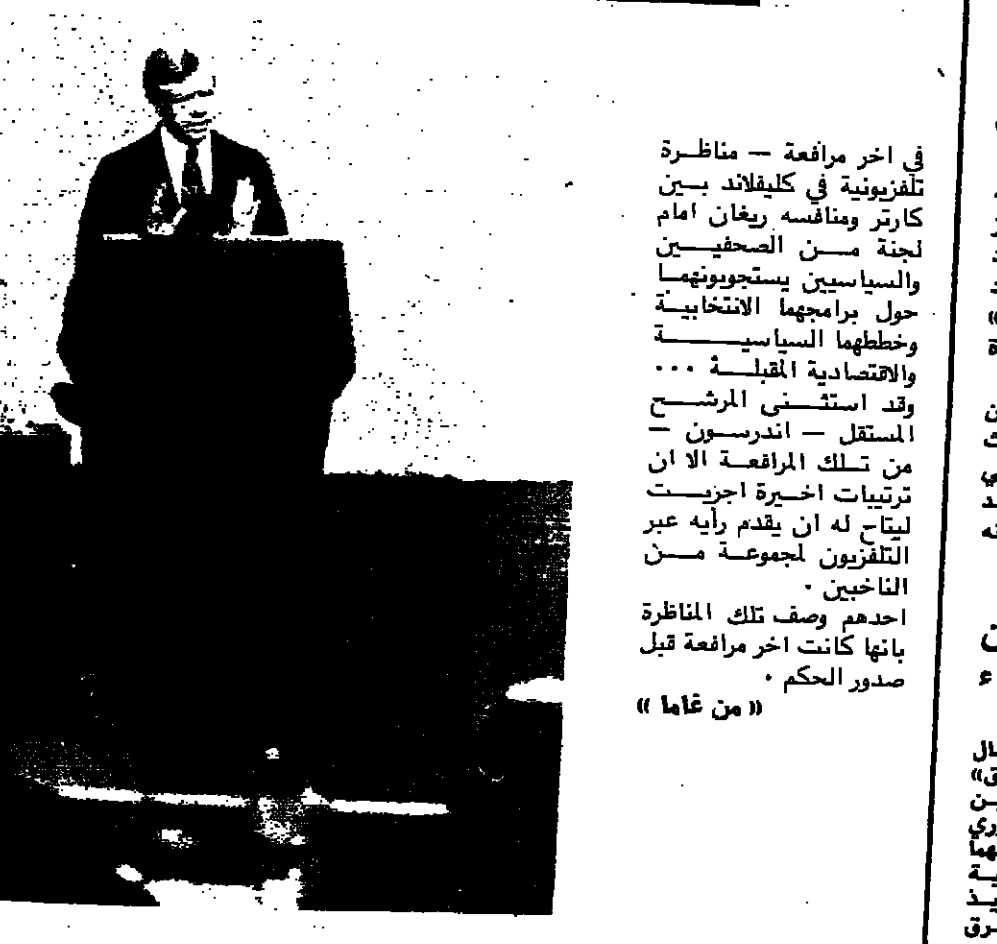 في اخر مرافعة — مناظرة
تلفزيونية في كليفلاند بين
كارتر ومنافسه ريغان امام
لجنة من الصحفيين
والسياسيين يستجوبونهما
حول برامجهما الانتخابية
وخططهما السياسية
والاقتصادية المقبلة ...
وقد استثنى المرشح
المستقل — اندرسون —
من تلك المرافعة الا ان
ترتيبات اخيرة اجريت
ليتاح له ان يقدم رأيه عبر
التلفزيون لمجموعة من
الناخبين .
احدهم وصف تلك المناظرة
بانها كانت اخر مرافعة قبل
صدور الحكم .
« من غاما »